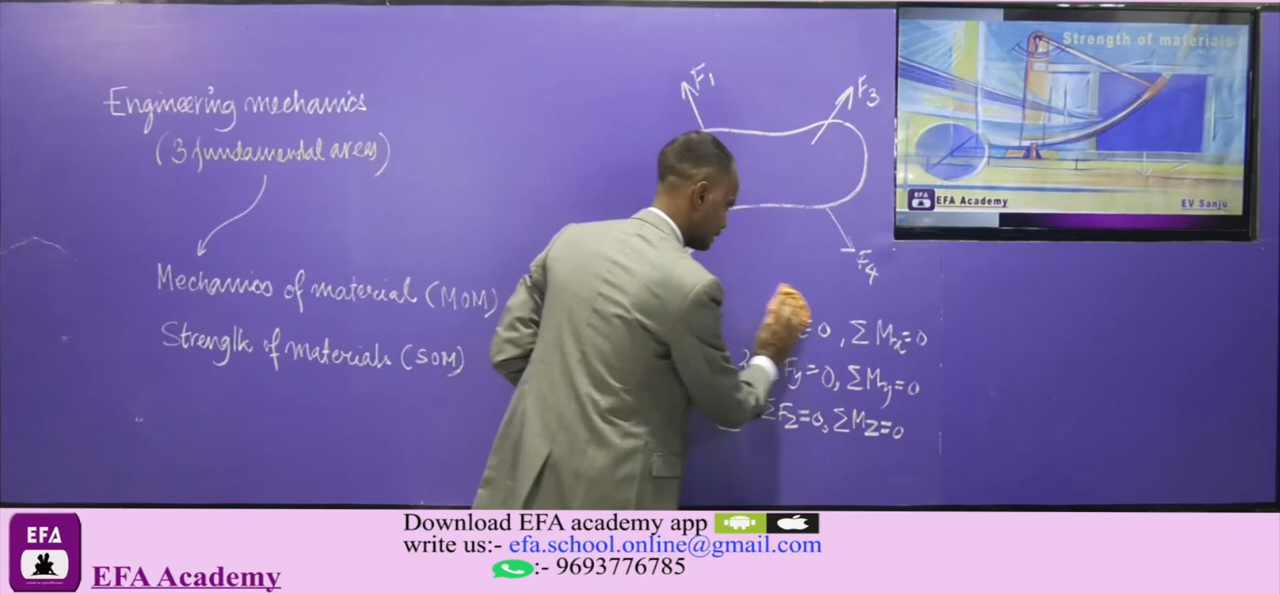 Engineering mechanics
(3 fundamental areas)
Mechanics of material (MOM)
Strength of materials (SOM)
F1
F3
F4
=0, ΣMx=0
Fy=0, ΣMy=0
ΣFz=0, ΣMz=0
Strength of materials
EFA Academy
EV Sanju
Download EFA academy app
write us:- efa.school.online@gmail.com
:- 9693776785
EFA
EFA Academy